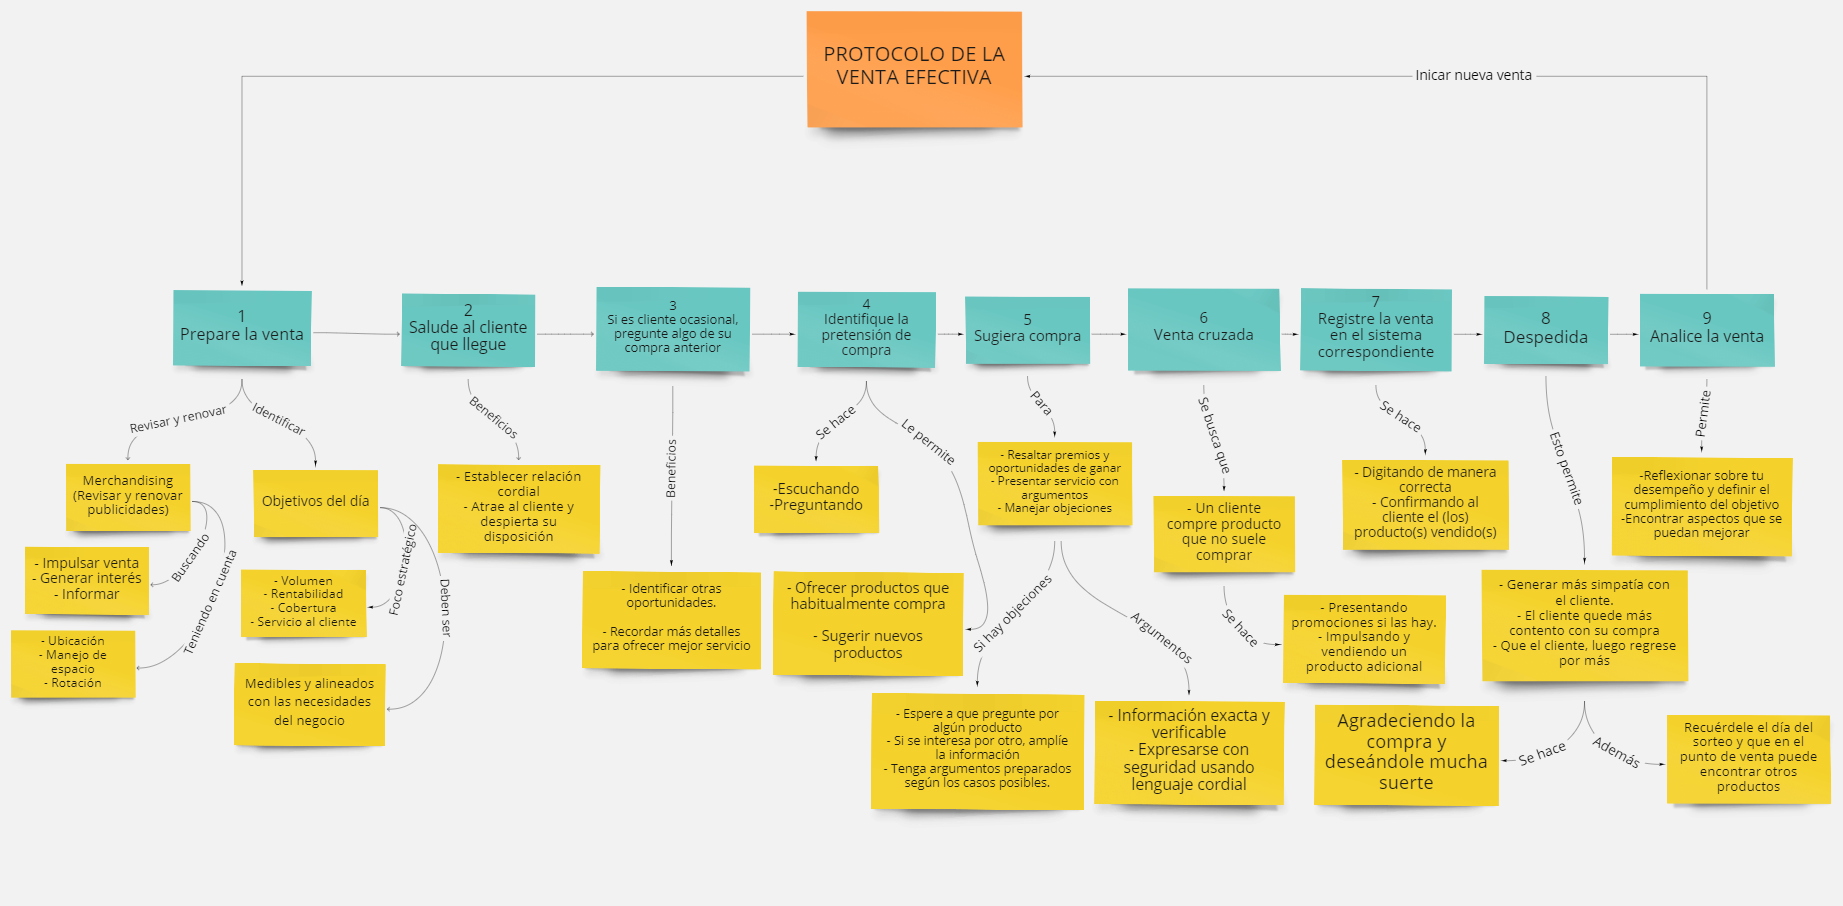 PROTOCOLO DE LA
VENTA EFECTIVA
Inicar nueva venta
1
Prepare la venta
2
Salude al cliente
que llegue
3
Si es cliente ocasional,
pregunte algo de su
compra anterior
4
Identifique la
pretensión de
compra
5
Sugiera compra
6
Venta cruzada
7
Registre la venta
en el sistema
correspondiente
8
Despedida
9
Analice la venta
Revisar y renovar
Identificar
Beneficios
Beneficios
Se hace
Le permite
Para
Se busca que
Se hace
Esto permite
Permite
Merchandising
(Revisar y renovar
publicidades)
Objetivos del día
- Establecer relación
cordial
- Atrae al cliente y
despierta su
disposición
-Escuchando
-Preguntando
- Resaltar premios y
oportunidades de ganar
- Presentar servicio con
argumentos
- Manejar objeciones
- Un cliente
compre producto
que no suele
comprar
- Digitando de manera
correcta
- Confirmando al
cliente el (los)
producto(s) vendido(s)
-Reflexionar sobre tu
desempeño y definir el
cumplimiento del objetivo
-Encontrar aspectos que se
puedan mejorar
Buscando
Teniendo en cuenta
Foco estratégico
Deben ser
- Impulsar venta
- Generar interés
- Informar
- Volumen
- Rentabilidad
- Cobertura
- Servicio al cliente
- Identificar otras
oportunidades.
- Recordar más detalles
para ofrecer mejor servicio
- Ofrecer productos que
habitualmente compra
- Sugerir nuevos
productos
Si hay objeciones
Argumentos
Se hace
- Presentando
promociones si las hay.
- Impulsando y
vendiendo un
producto adicional
- Generar más simpatía con
el cliente.
- El cliente quede más
contento con su compra
- Que el cliente, luego regrese
por más
- Ubicación
- Manejo de
espacio
- Rotación
Medibles y alineados
con las necesidades
del negocio
- Espere a que pregunte por
algún producto
- Si se interesa por otro, amplíe
la información
- Tenga argumentos preparados
según los casos posibles.
- Información exacta y
verificable
- Expresarse con
seguridad usando
lenguaje cordial
Agradeciendo la
compra y
deseándole mucha
suerte
Se hace
Además
Recuérdele el día del
sorteo y que en el
punto de venta puede
encontrar otros
productos